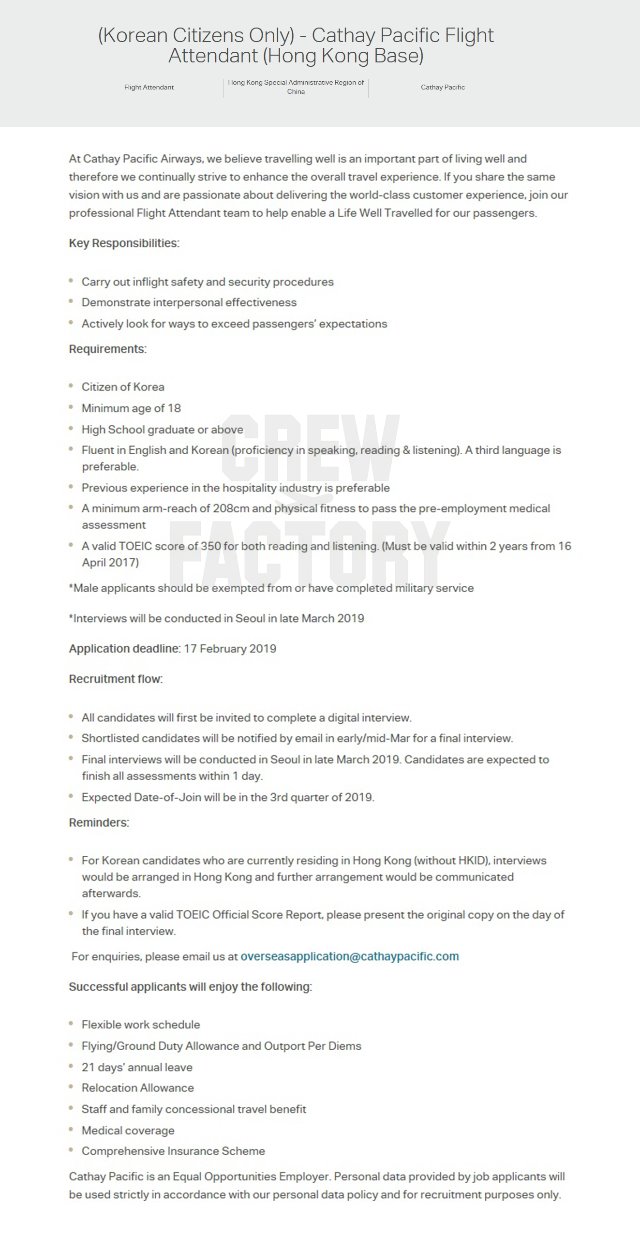 (Korean Citizens Only) - Cathay Pacific Flight
Attendant (Hong Kong Base)
Flight Attendant
Hong Kong Special Administrative Region of
China
Cathay Pacific
At Cathay Pacific Airways, we believe travelling well is an important part of living well and
therefore we continually strive to enhance the overall travel experience. If you share the same
vision with us and are passionate about delivering the world-class customer experience, join our
professional Flight Attendant team to help enable a Life Well Travelled for our passengers.
Key Responsibilities:
Carry out inflight safety and security procedures
Demonstrate interpersonal effectiveness
Actively look for ways to exceed passengers' expectations
Requirements:
Citizen of Korea
Minimum age of 18
High School graduate or above
Fluent in English and Korean (proficiency in speaking, reading & listening). A third language is
preferable.
Previous experience in the hospitality industry is preferable
A minimum arm-reach of 208cm and physical fitness to pass the pre-employment medical
assessment
A valid TOEIC score of 350 for both reading and listening. (Must be valid within 2 years from 16
April 2017)
CREW
FACTORY
*Male applicants should be exempted from or have completed military service
*Interviews will be conducted in Seoul in late March 2019
Application deadline: 17 February 2019
Recruitment flow:
All candidates will first be invited to complete a digital interview.
Shortlisted candidates will be notified by email in early/mid-Mar for a final interview.
Final interviews will be conducted in Seoul in late March 2019. Candidates are expected to
finish all assessments within 1 day.
Expected Date-of-Join will be in the 3rd quarter of 2019.
Reminders:
For Korean candidates who are currently residing in Hong Kong (without HKID), interviews
would be arranged in Hong Kong and further arrangement would be communicated
afterwards.
If you have a valid TOEIC Official Score Report, please present the original copy on the day of
the final interview.
For enquiries, please email us at overseasapplication@cathaypacific.com
Successful applicants will enjoy the following:
Flexible work schedule
Flying/Ground Duty Allowance and Outport Per Diems
21 days' annual leave
Relocation Allowance
Staff and family concessional travel benefit
Medical coverage
Comprehensive Insurance Scheme
Cathay Pacific is an Equal Opportunities Employer. Personal data provided by job applicants will
be used strictly in accordance with our personal data policy and for recruitment purposes only.